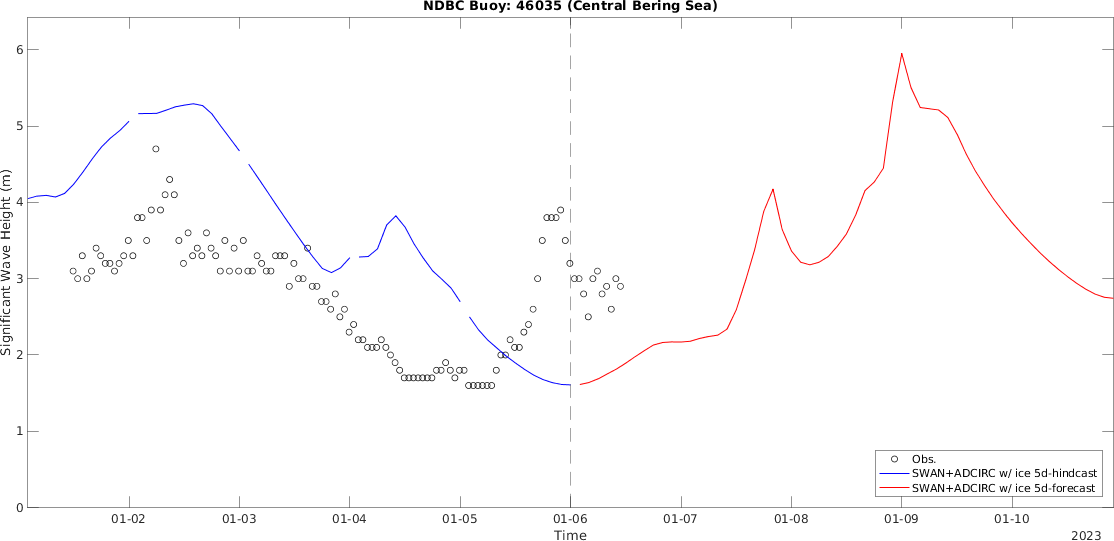 NDBC Buoy: 46035 (Central Bering Sea)
Significant Wave Height (m)
6
5
4
3
2
1
0
Obs.
SWAN+ADCIRC w/ ice 5d-hindcast
SWAN+ADCIRC w/ ice 5d-forecast
01-02 01-03 01-04 01-05 01-06 01-07 01-08 01-09 01-10
Time
2023